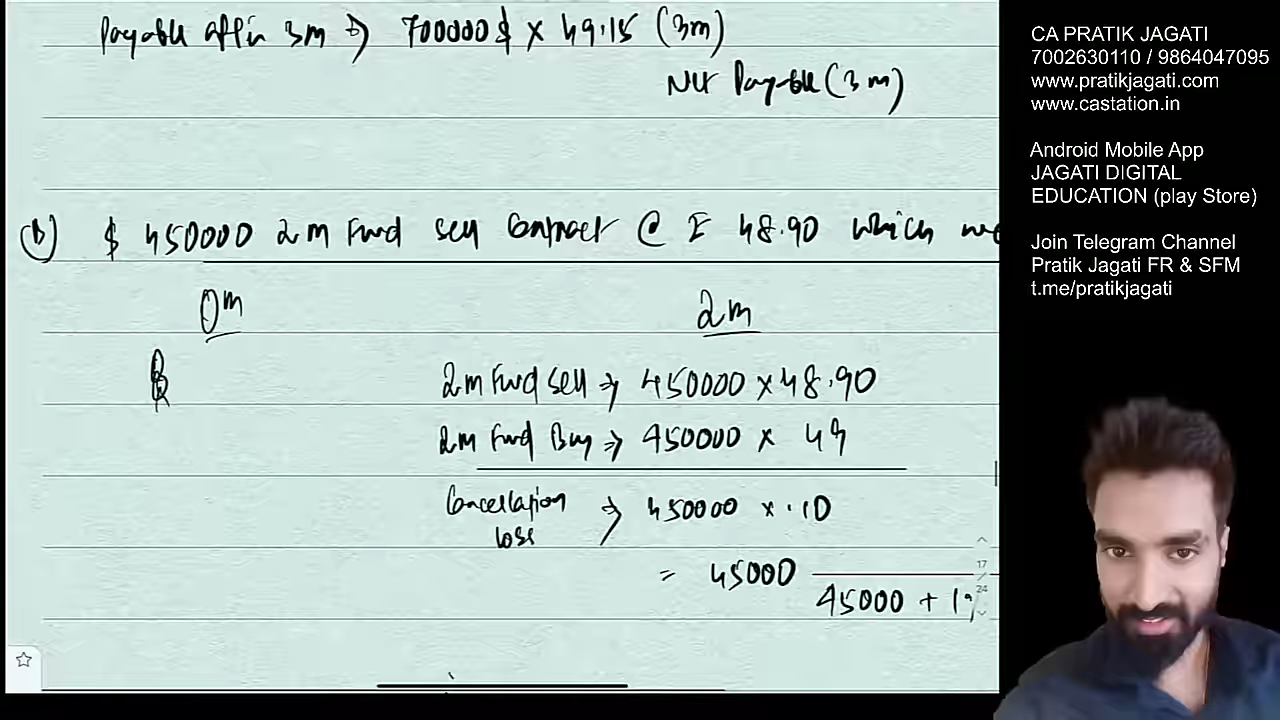 Payable after 3m ⇒ 700000$ × 49.15 (3m)
Net Payable (3m)
(b) $ 450000 2m Fwd sell Contract @ ₹ 48.90 which
0m 2m
2m Fwd Sell ⇒ 450000 × 48.90
2m Fwd Buy ⇒ 450000 × 49
Cancellation loss ⇒ 450000 × .10
= 45000
45000 +
17
24
CA PRATIK JAGATI
7002630110 / 9864047095
www.pratikjagati.com
www.castation.in
Android Mobile App
JAGATI DIGITAL
EDUCATION (play Store)
Join Telegram Channel
Pratik Jagati FR & SFM
t.me/pratikjagati